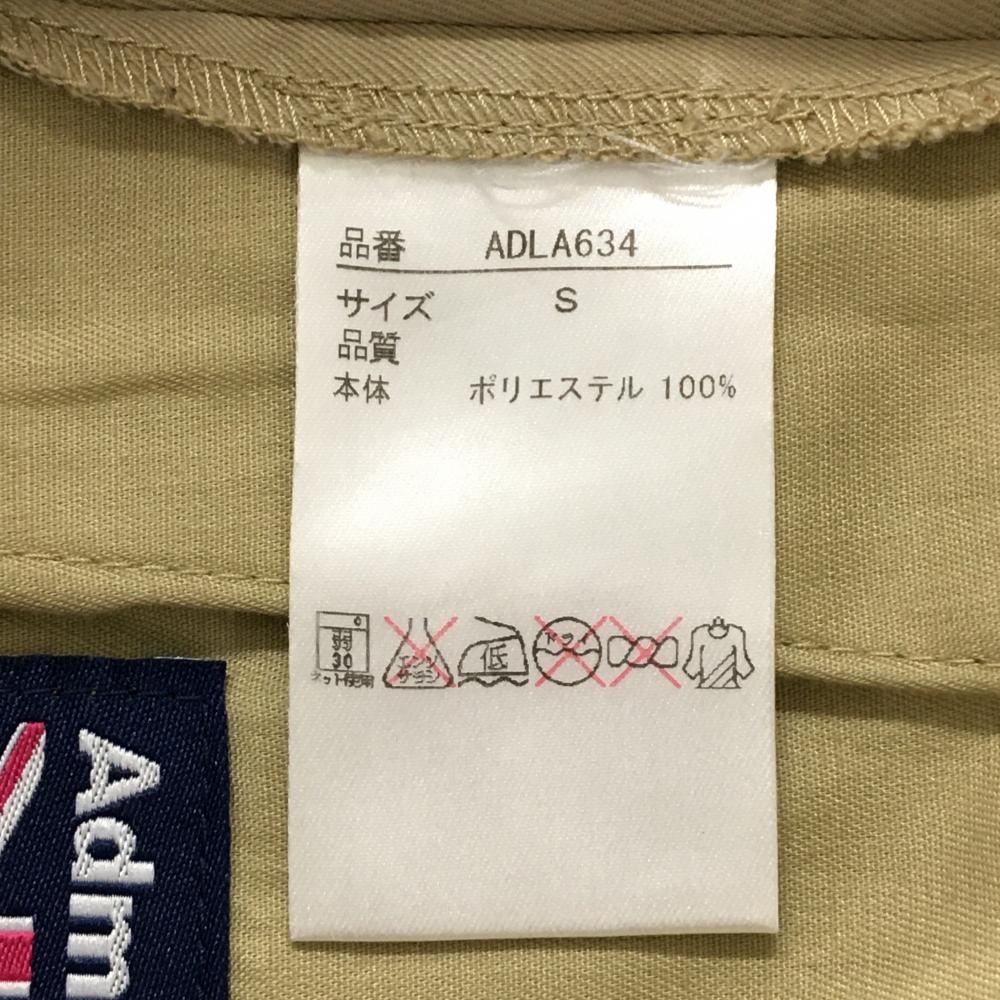 品番 ADLA634
サイズ S
品質
本体 ポリエステル 100%
弱
30
ネット使用
エンソ
サラシ
低
ドライ
Adm